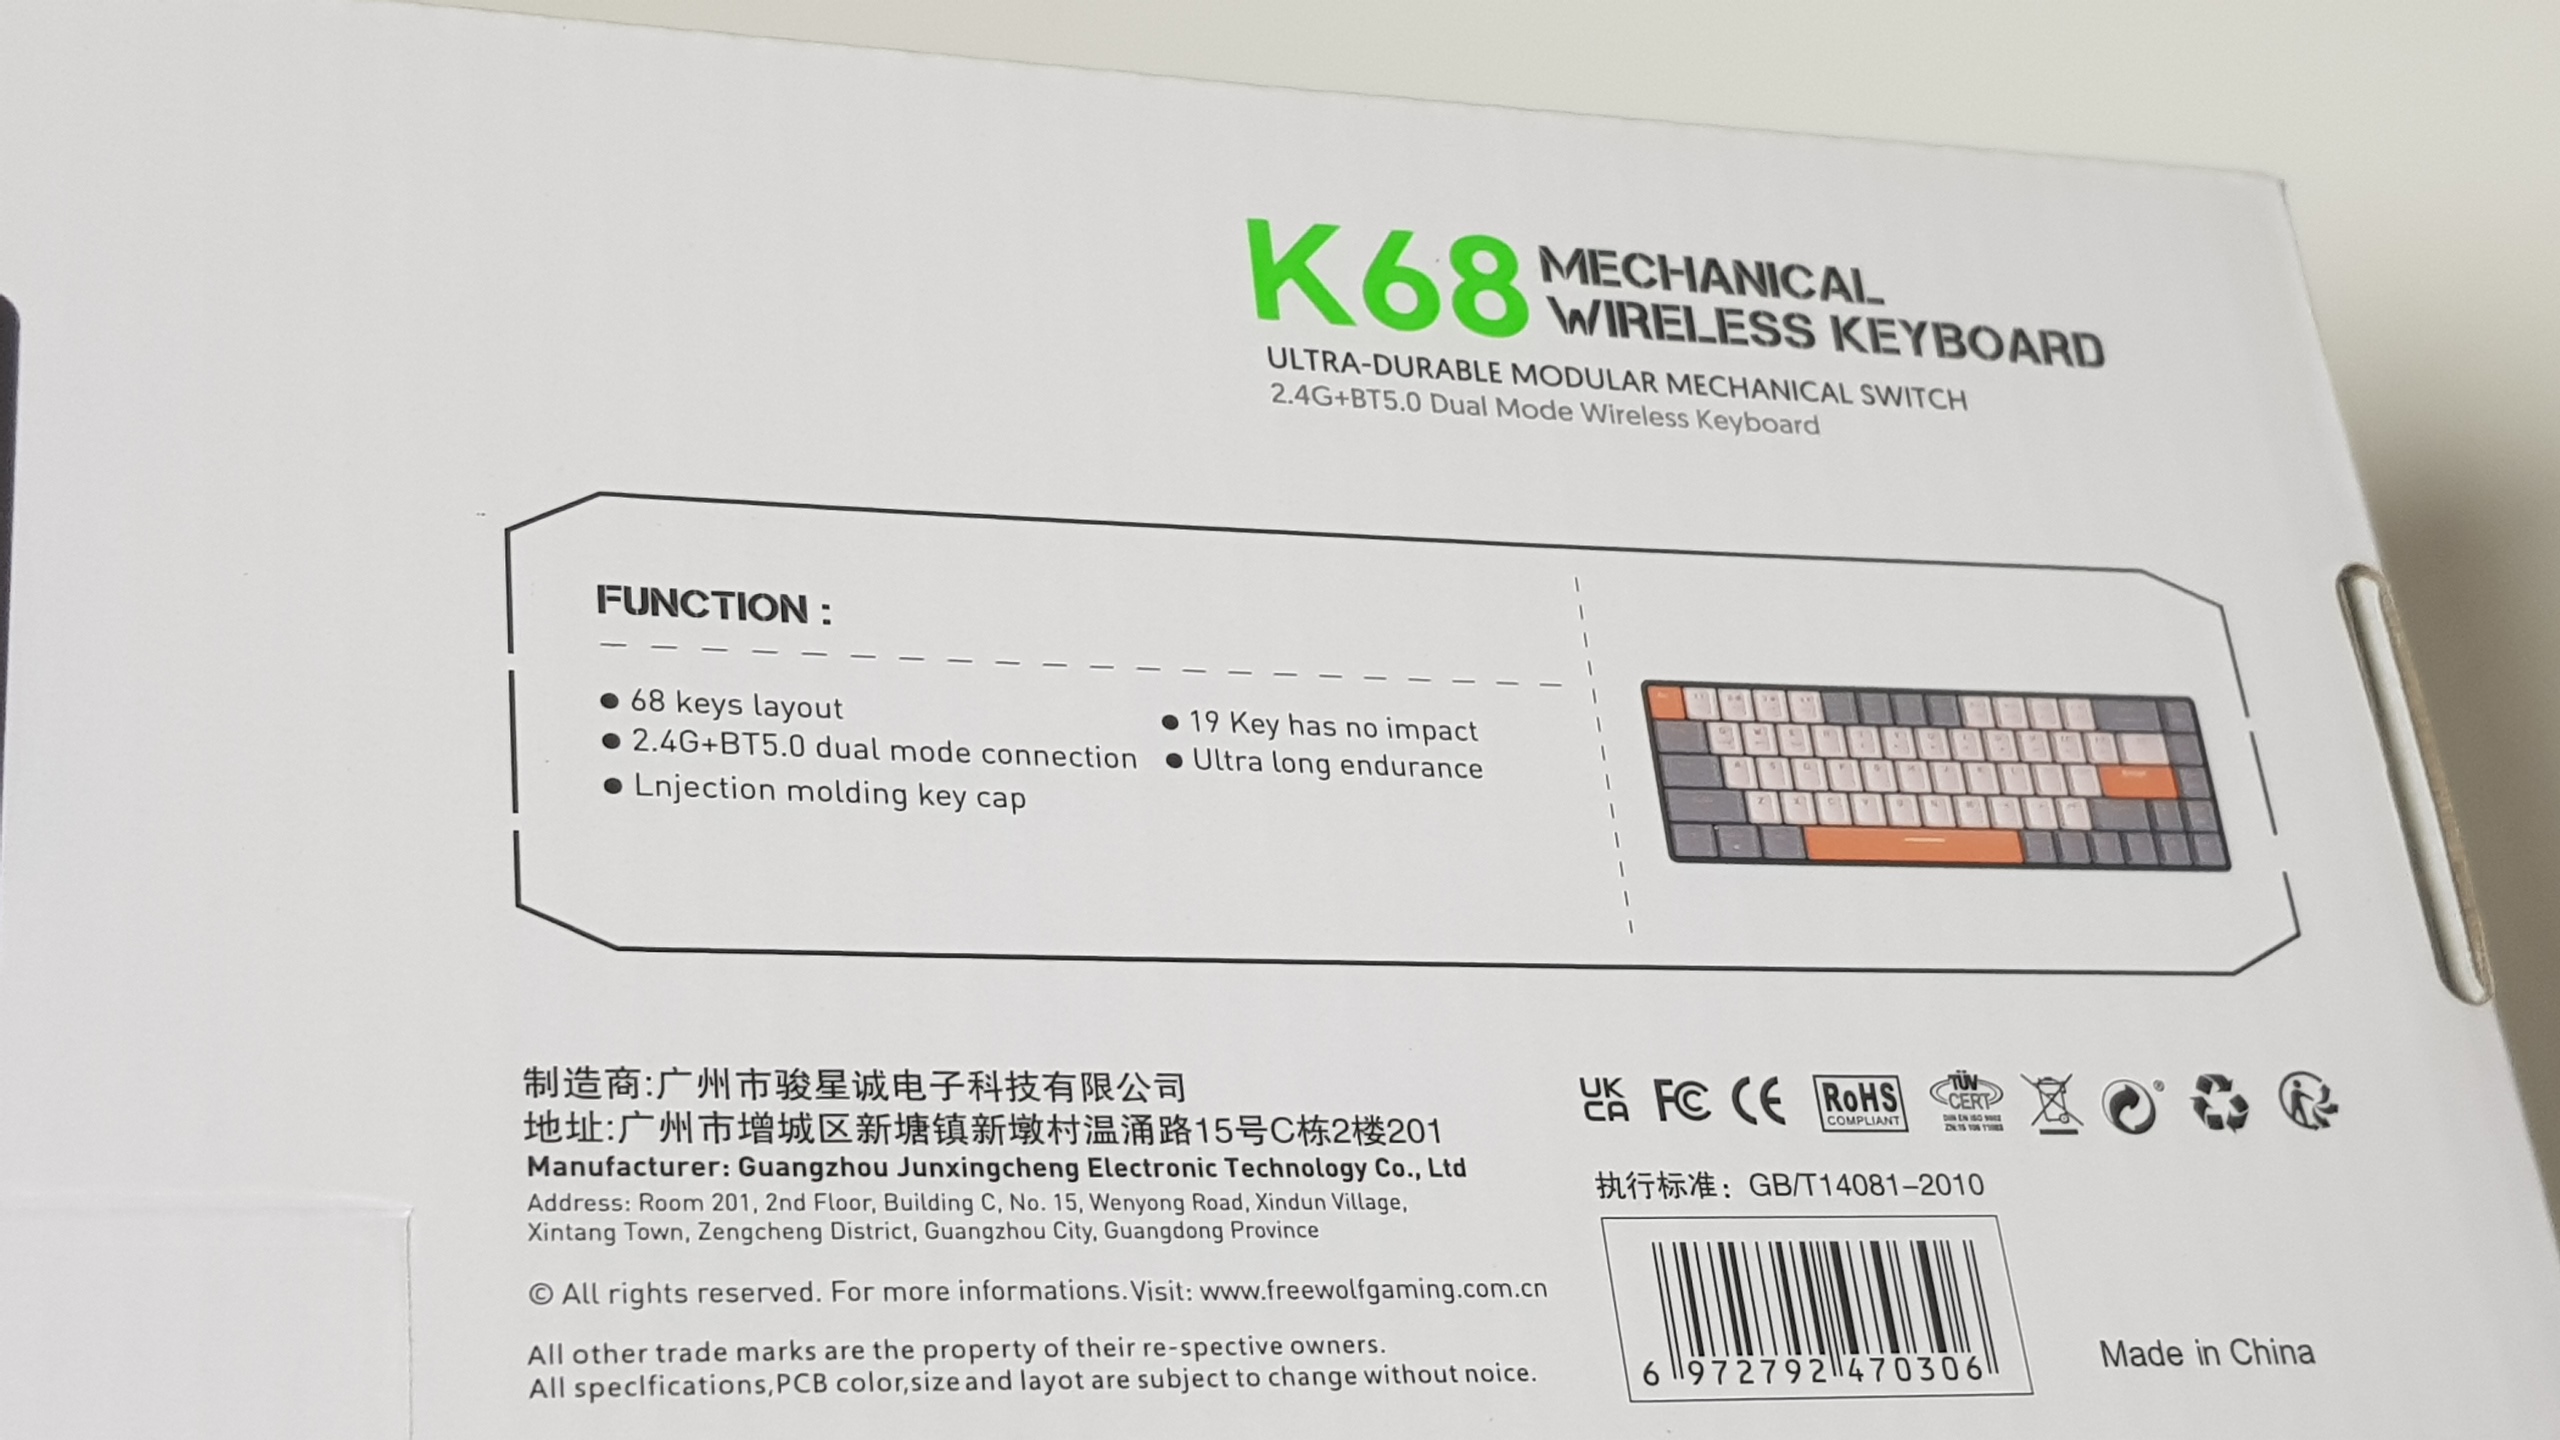 K68 MECHANICAL
WIRELESS KEYBOARD
ULTRA-DURABLE MODULAR MECHANICAL SWITCH
2.4G+BT5.0 Dual Mode Wireless Keyboard
FUNCTION :
● 68 keys layout
● 2.4G+BT5.0 dual mode connection
● Lnjection molding key cap
● 19 Key has no impact
● Ultra long endurance
制造商:广州市骏星诚电子科技有限公司
地址:广州市增城区新塘镇新墩村温涌路15号C栋2楼201
Manufacturer: Guangzhou Junxingcheng Electronic Technology Co., Ltd
Address: Room 201, 2nd Floor, Building C, No. 15, Wenyong Road, Xindun Village,
Xintang Town, Zengcheng District, Guangzhou City, Guangdong Province
© All rights reserved. For more informations.Visit: www.freewolfgaming.com.cn
All other trade marks are the property of their re-spective owners.
All speclfications,PCB color,size and layot are subject to change without noice.
UK
CA
FC CE
RoHS
COMPLIANT
TÜV
CERT
®
执行标准：GB/T14081-2010
6 972792 470306
Made in China